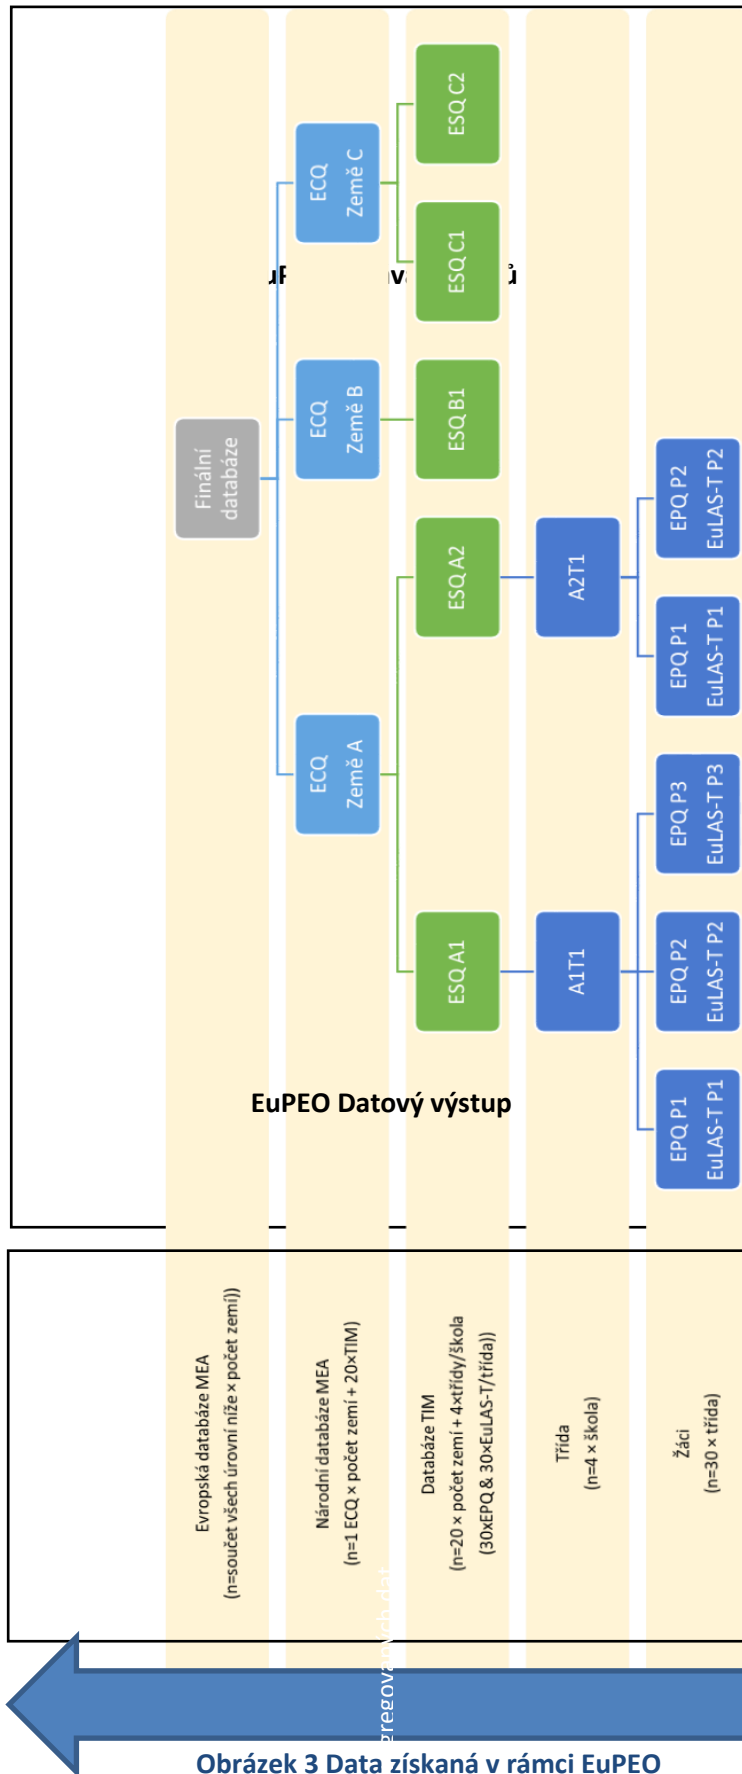 Finální
databáze
ECQ
Země A
ECQ
Země B
ECQ
Země C
ESQ A1
ESQ A2
ESQ B1
ESQ C1
ESQ C2
A1T1
A2T1
EPQ P1
EuLAS-T P1
EPQ P2
EuLAS-T P2
EPQ P3
EuLAS-T P3
EPQ P1
EuLAS-T P1
EPQ P2
EuLAS-T P2
EuPEO Datový výstup
Evropská databáze MEA
(n=součet všech úrovní níže × počet zemí))
Národní databáze MEA
(n=1 ECQ × počet zemí + 20×TIM)
Databáze TIM
(n=20 × počet zemí + 4×třídy/škola
(30xEPQ & 30×EuLAS-T/třída))
Třída
(n=4 × škola)
Žáci
(n=30 × třída)
Obrázek 3 Data získaná v rámci EuPEO